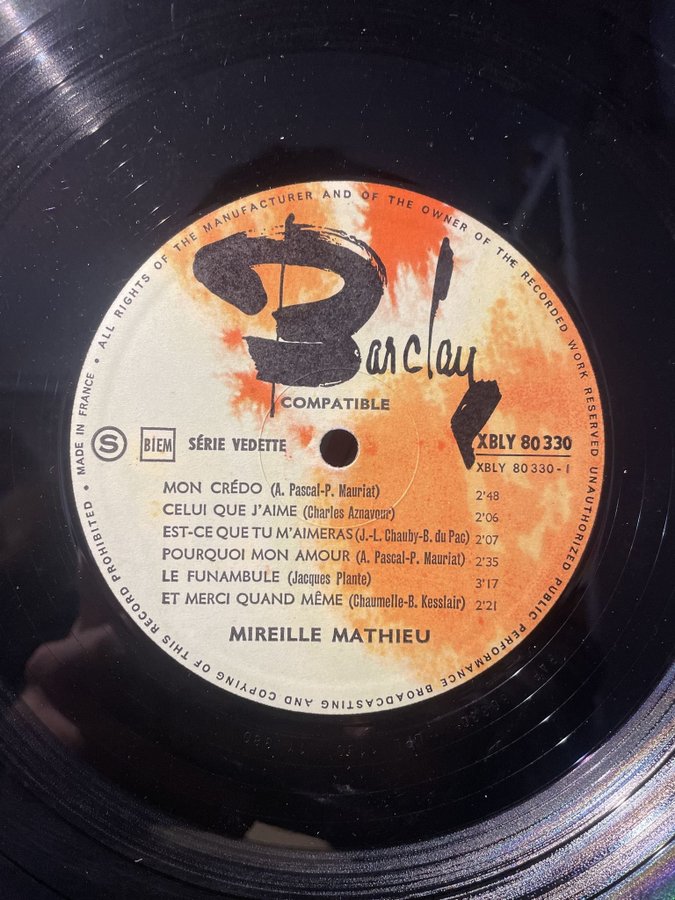 • MADE IN FRANCE • ALL RIGHTS OF THE MANUFACTURER AND OF THE OWNER OF THE RECORDED WORK RESERVED UNAUTHORIZED PUBLIC PERFORMANCE BROADCASTING AND COPYING OF THIS RECORD PROHIBITED
Barclay
COMPATIBLE
S BIEM SÉRIE VEDETTE XBLY 80 330
XBLY 80 330 - 1
MON CRÉDO (A. Pascal-P. Mauriat) 2'48
CELUI QUE J'AIME (Charles Aznavour) 2'06
EST-CE QUE TU M'AIMERAS (J.-L. Chauby-B. du Pac) 2'07
POURQUOI MON AMOUR (A. Pascal-P. Mauriat) 2'35
LE FUNAMBULE (Jacques Plante) 3'17
ET MERCI QUAND MÊME (Chaumelle-B. Kesslair) 2'21
MIREILLE MATHIEU